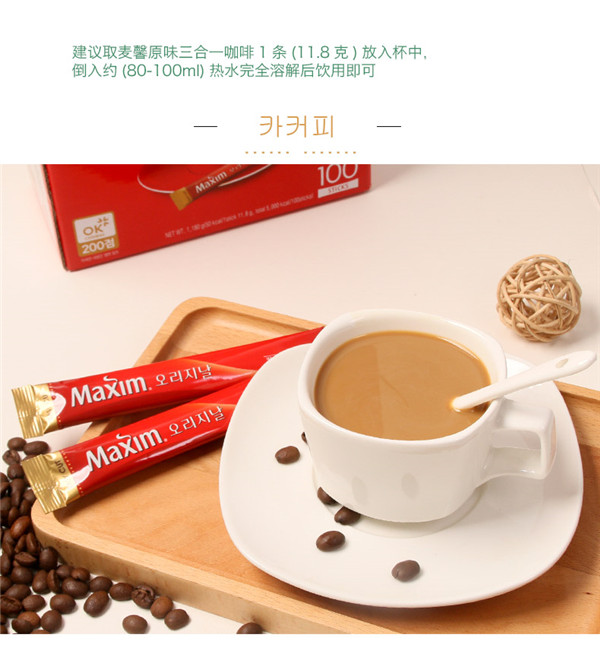 建议取麦馨原味三合一咖啡 1 条 (11.8 克 ) 放入杯中,
倒入约 (80-100ml) 热水完全溶解后饮用即可
카커피
Maxim
100
STICKS
OK
200점
Maxim. 오리지날
Maxim. 오리지날